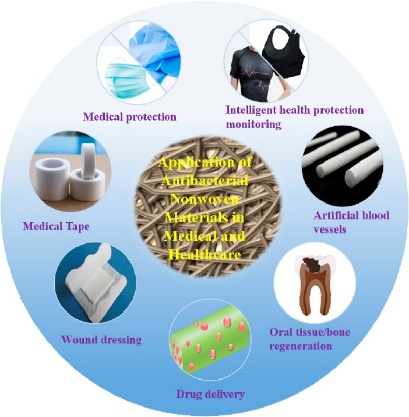 Medical protection
Intelligent health protection
monitoring
Application of
Antibacterial
Nonwoven
Materials in
Medical and
Healthcare
Medical Tape
Artificial blood
vessels
Wound dressing
Oral tissue/bone
regeneration
Drug delivery